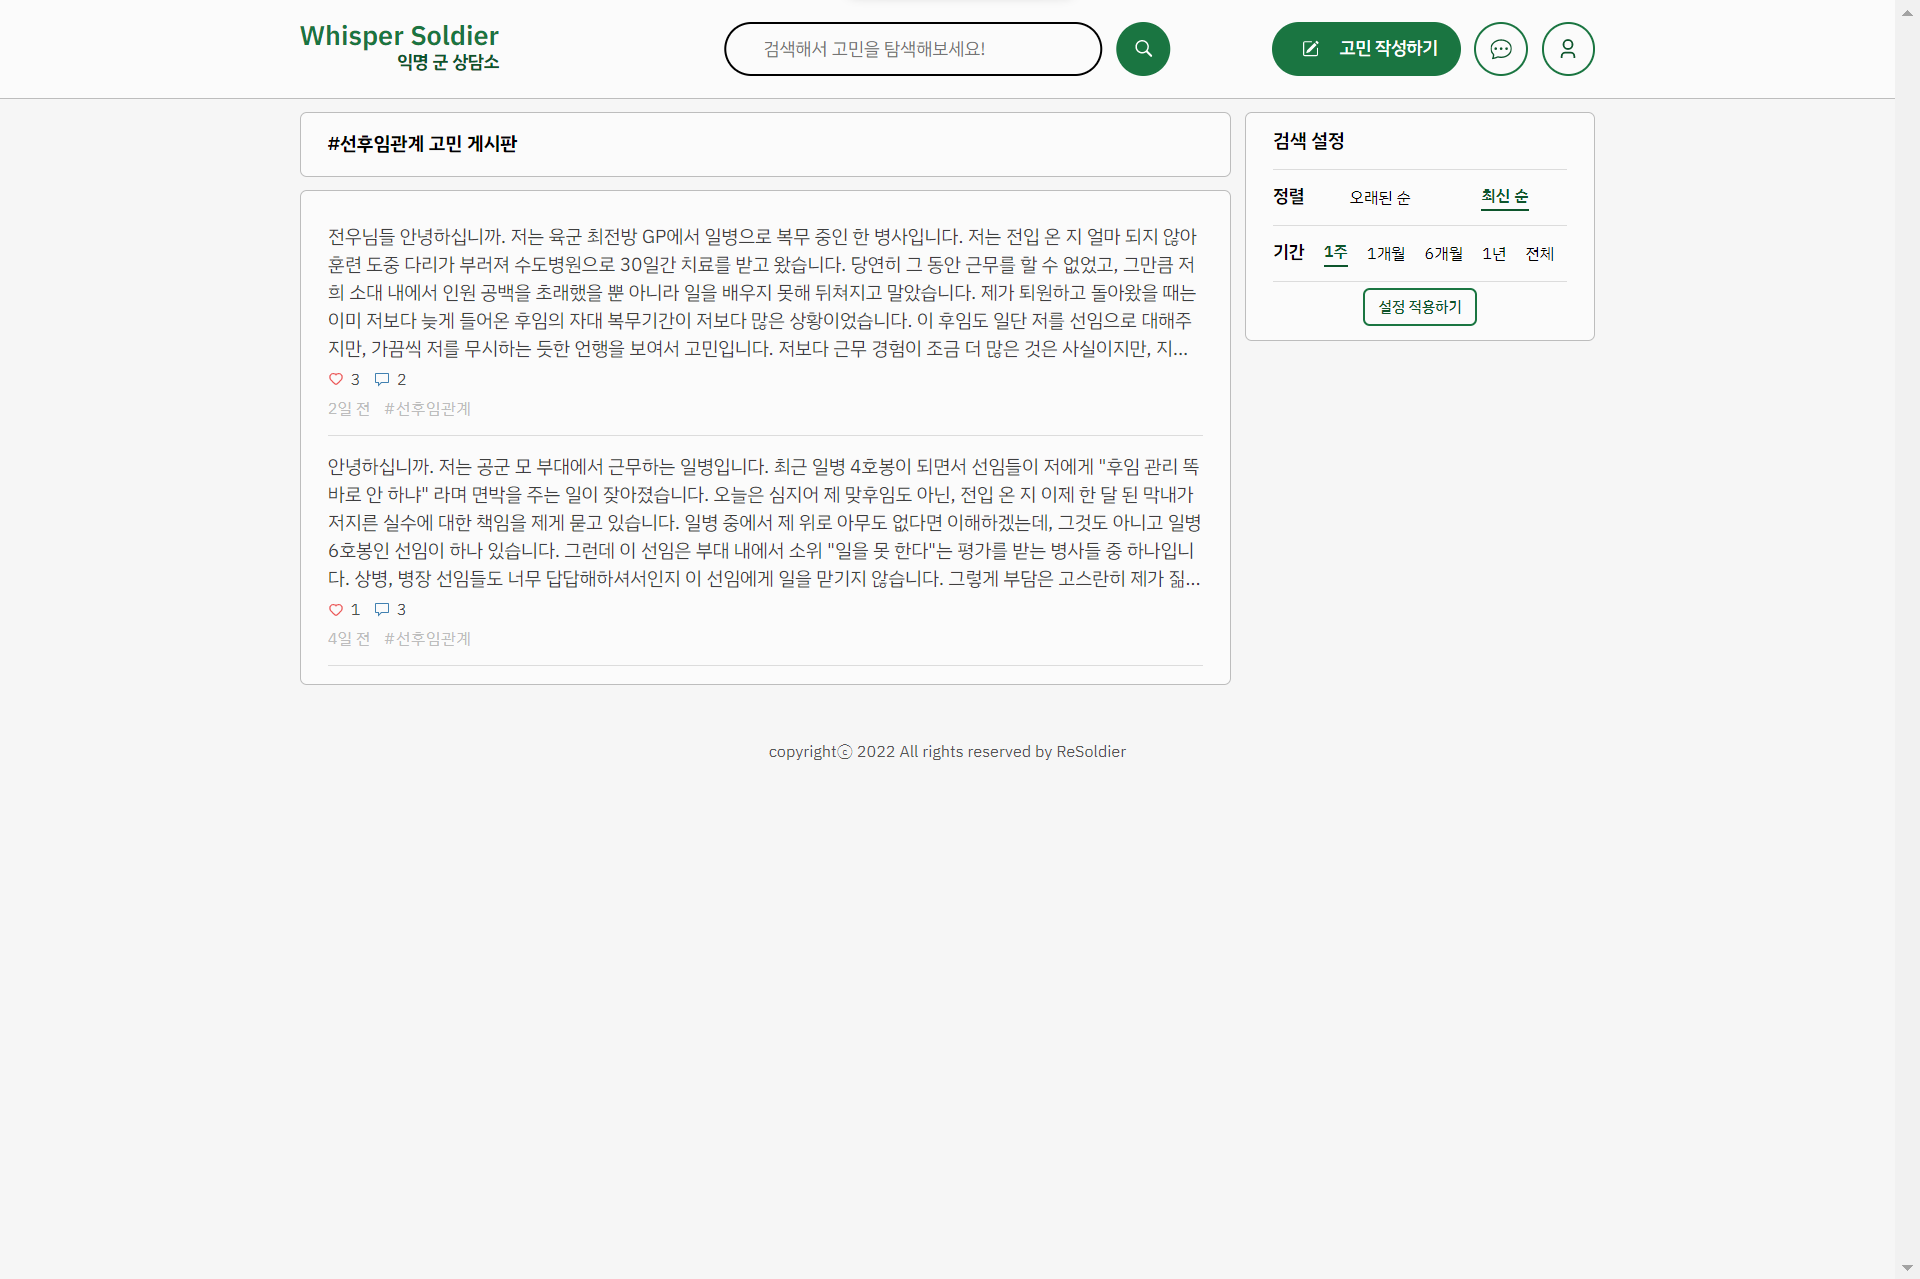 Whisper Soldier
익명 군 상담소
검색해서 고민을 탐색해보세요!
고민 작성하기
#선후임관계 고민 게시판
전우님들 안녕하십니까. 저는 육군 최전방 GP에서 일병으로 복무 중인 한 병사입니다. 저는 전입 온 지 얼마 되지 않아
훈련 도중 다리가 부러져 수도병원으로 30일간 치료를 받고 왔습니다. 당연히 그 동안 근무를 할 수 없었고, 그만큼 저
희 소대 내에서 인원 공백을 초래했을 뿐 아니라 일을 배우지 못해 뒤쳐지고 말았습니다. 제가 퇴원하고 돌아왔을 때는
이미 저보다 늦게 들어온 후임의 자대 복무기간이 저보다 많은 상황이었습니다. 이 후임도 일단 저를 선임으로 대해주
지만, 가끔씩 저를 무시하는 듯한 언행을 보여서 고민입니다. 저보다 근무 경험이 조금 더 많은 것은 사실이지만, 지...
3 2
2일 전 #선후임관계
안녕하십니까. 저는 공군 모 부대에서 근무하는 일병입니다. 최근 일병 4호봉이 되면서 선임들이 저에게 "후임 관리 똑
바로 안 하냐" 라며 면박을 주는 일이 잦아졌습니다. 오늘은 심지어 제 맞후임도 아닌, 전입 온 지 이제 한 달 된 막내가
저지른 실수에 대한 책임을 제게 묻고 있습니다. 일병 중에서 제 위로 아무도 없다면 이해하겠는데, 그것도 아니고 일병
6호봉인 선임이 하나 있습니다. 그런데 이 선임은 부대 내에서 소위 "일을 못 한다"는 평가를 받는 병사들 중 하나입니
다. 상병, 병장 선임들도 너무 답답해하셔서인지 이 선임에게 일을 맏기지 않습니다. 그렇게 부담은 고스란히 제가 짊...
1 3
4일 전 #선후임관계
검색 설정
정렬 오래된 순 최신 순
기간 1주 1개월 6개월 1년 전체
설정 적용하기
copyrightⓒ 2022 All rights reserved by ReSoldier